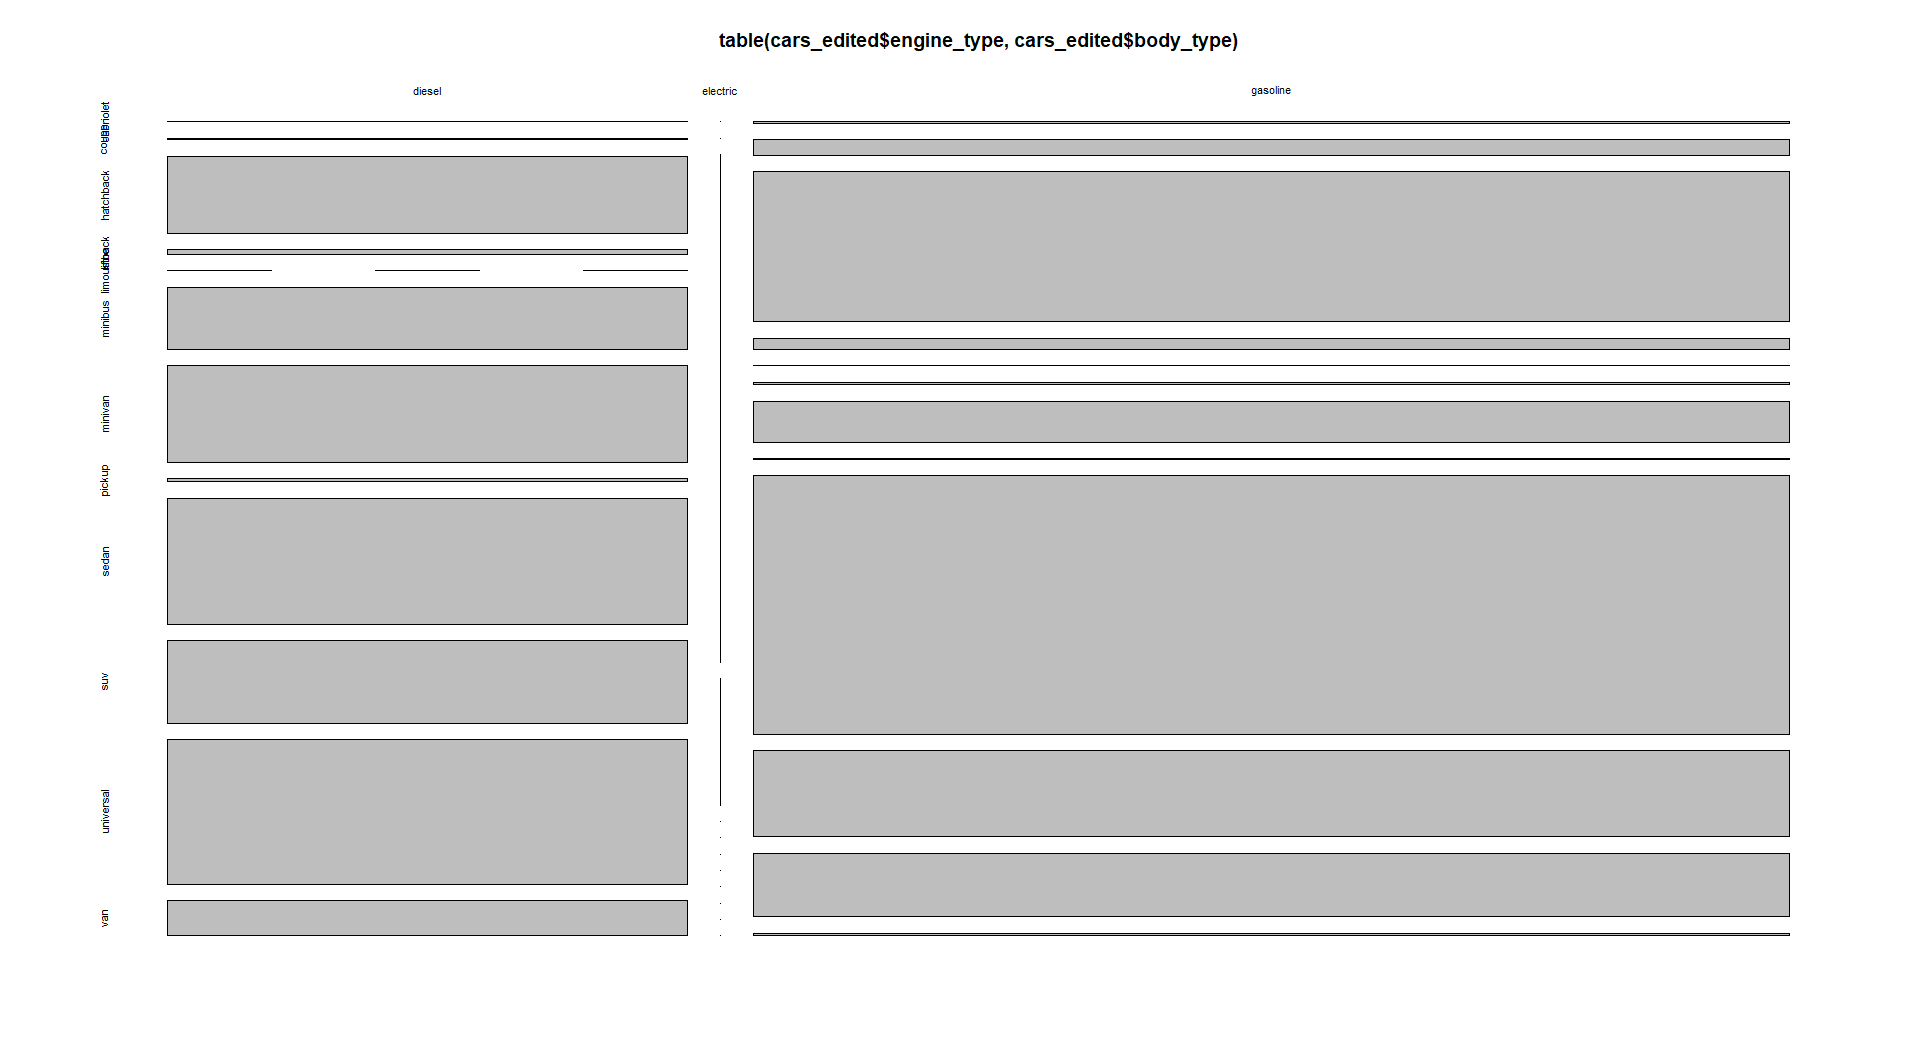 table(cars_edited$engine_type, cars_edited$body_type)
diesel
electric
gasoline
cabriolet
coupe
hatchback
liftback
limousine
minibus
minivan
pickup
sedan
suv
universal
van